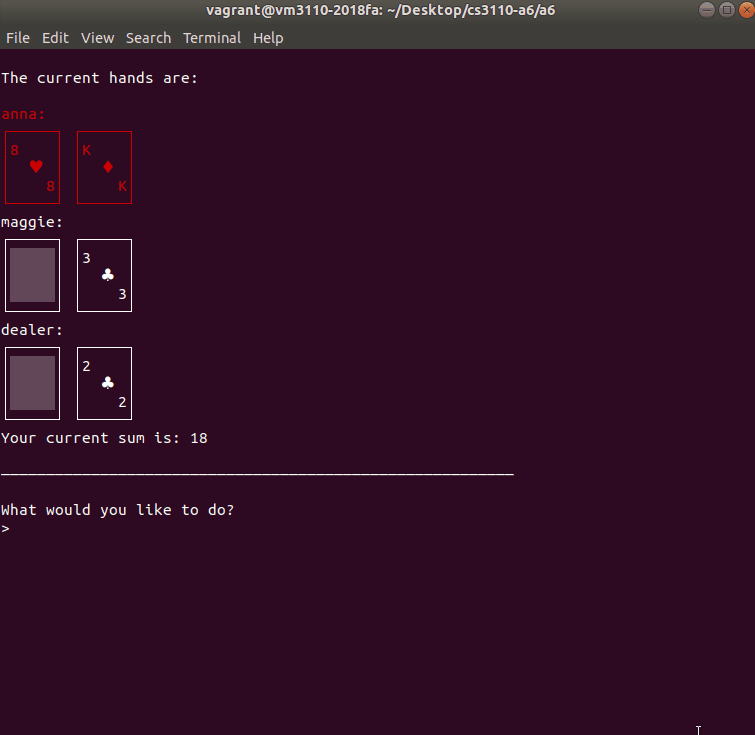 vagrant@vm3110-2018fa: ~/Desktop/cs3110-a6/a6
File Edit View Search Terminal Help
The current hands are:
anna:
8 K
♥ ♦
8 K
maggie:
3
♣
3
dealer:
2
♣
2
Your current sum is: 18
_________________________________________________________
What would you like to do?
>